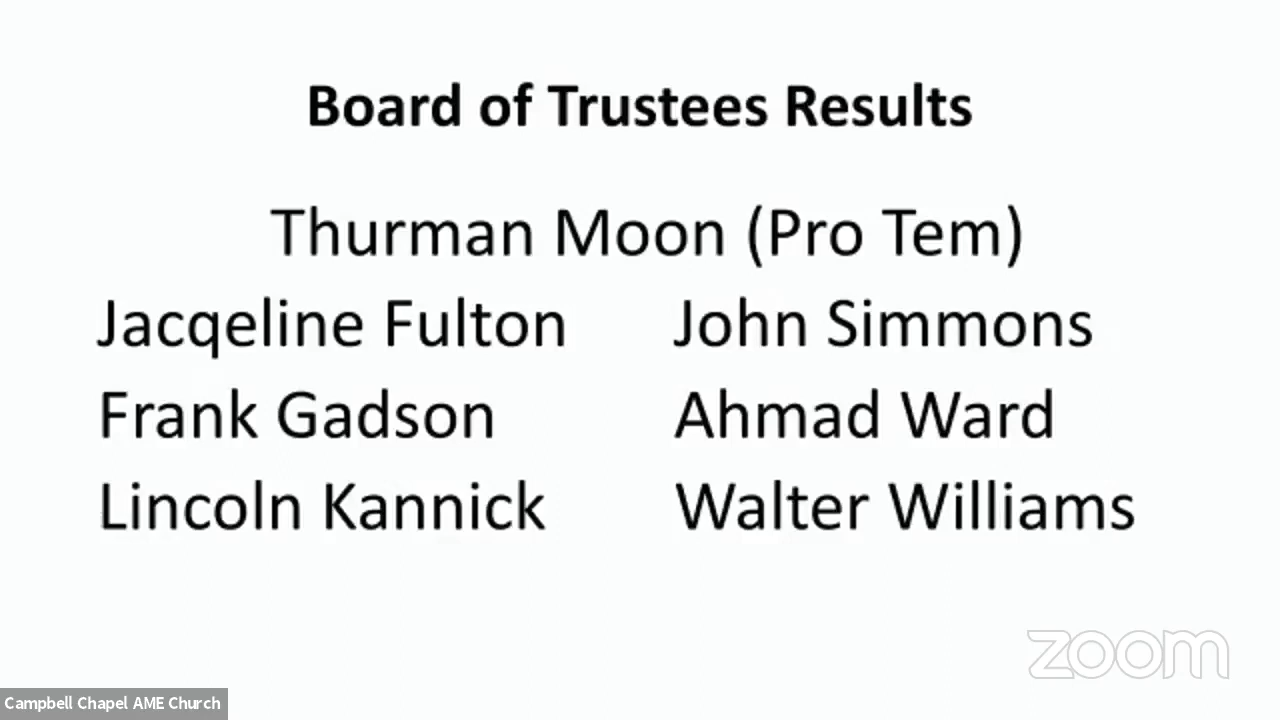 Board of Trustees Results
Thurman Moon (Pro Tem)
Jacqeline Fulton John Simmons
Frank Gadson Ahmad Ward
Lincoln Kannick Walter Williams
zoom
Campbell Chapel AME Church